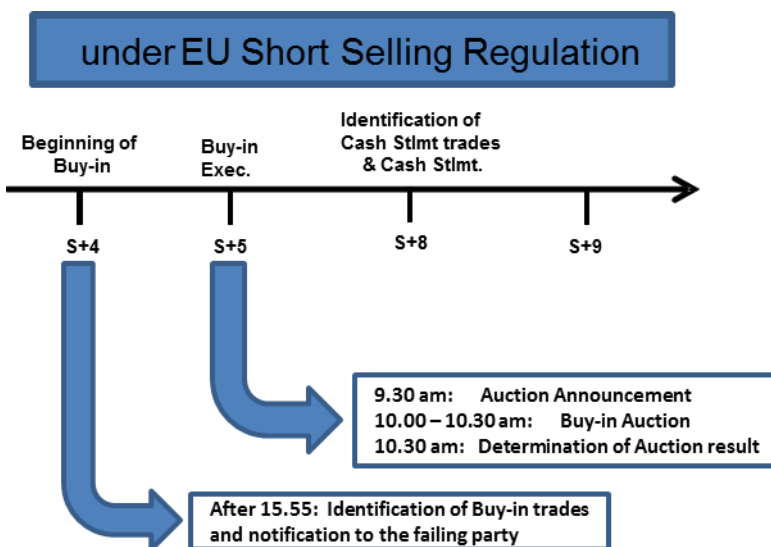 under EU Short Selling Regulation
Beginning of
Buy-in
Buy-in
Exec.
Identification of
Cash Stlmt trades
& Cash Stlmt.
S+4
S+5
S+8
S+9
9.30 am: Auction Announcement
10.00 – 10.30 am: Buy-in Auction
10.30 am: Determination of Auction result
After 15.55: Identification of Buy-in trades
and notification to the failing party